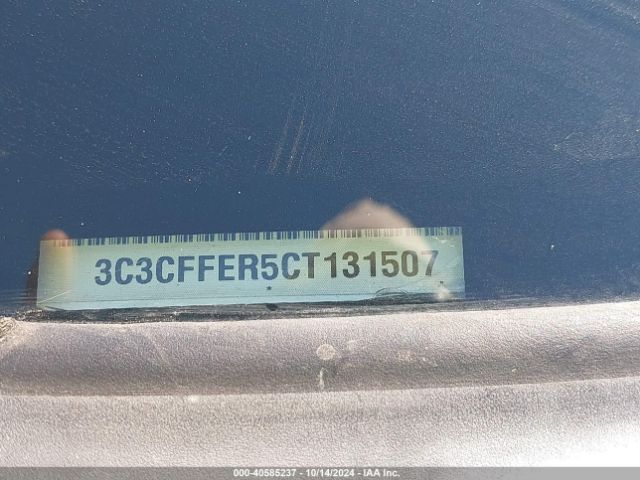 3C3CFFER5CT131507
000-40585237 - 10/14/2024 - IAA Inc.